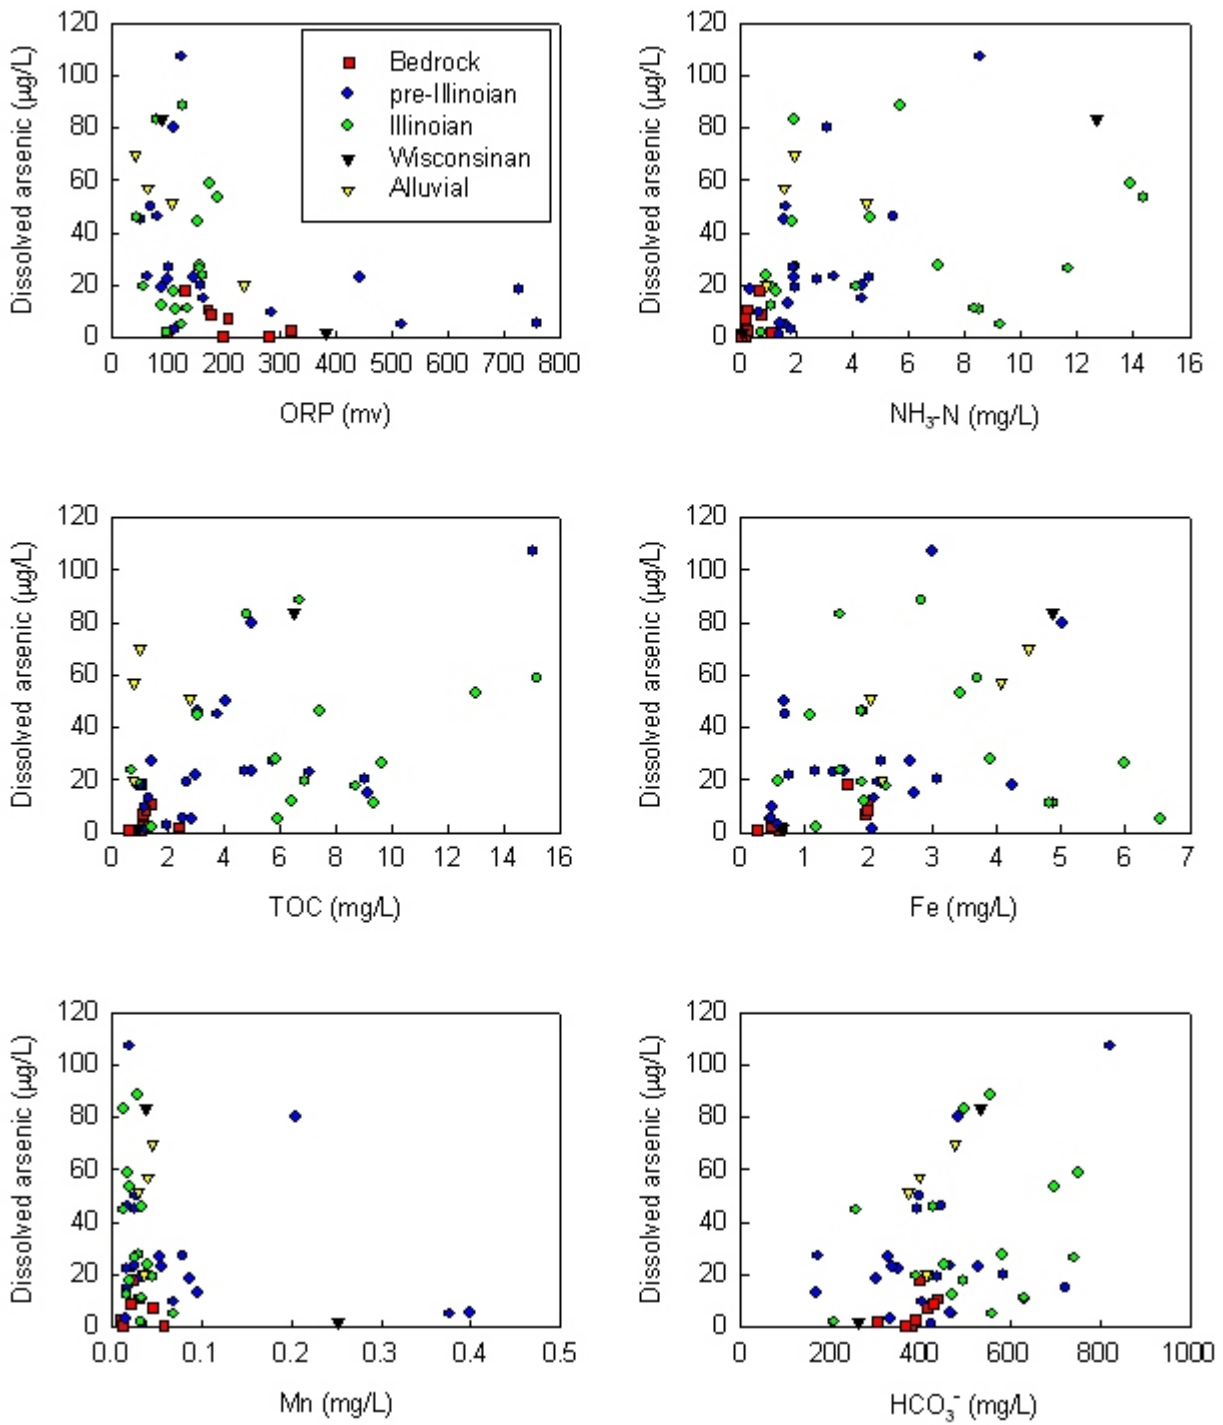 Dissolved arsenic (µg/L)
120
100
80
60
40
20
0
0 100 200 300 400 500 600 700 800
ORP (mv)
Bedrock
pre-Illinoian
Illinoian
Wisconsinan
Alluvial
Dissolved arsenic (µg/L)
120
100
80
60
40
20
0
0 2 4 6 8 10 12 14 16
NH₃-N (mg/L)
Dissolved arsenic (µg/L)
120
100
80
60
40
20
0
0 2 4 6 8 10 12 14 16
TOC (mg/L)
Dissolved arsenic (µg/L)
120
100
80
60
40
20
0
0 1 2 3 4 5 6 7
Fe (mg/L)
Dissolved arsenic (µg/L)
120
100
80
60
40
20
0
0.0 0.1 0.2 0.3 0.4 0.5
Mn (mg/L)
Dissolved arsenic (µg/L)
120
100
80
60
40
20
0
0 200 400 600 800 1000
HCO₃⁻ (mg/L)